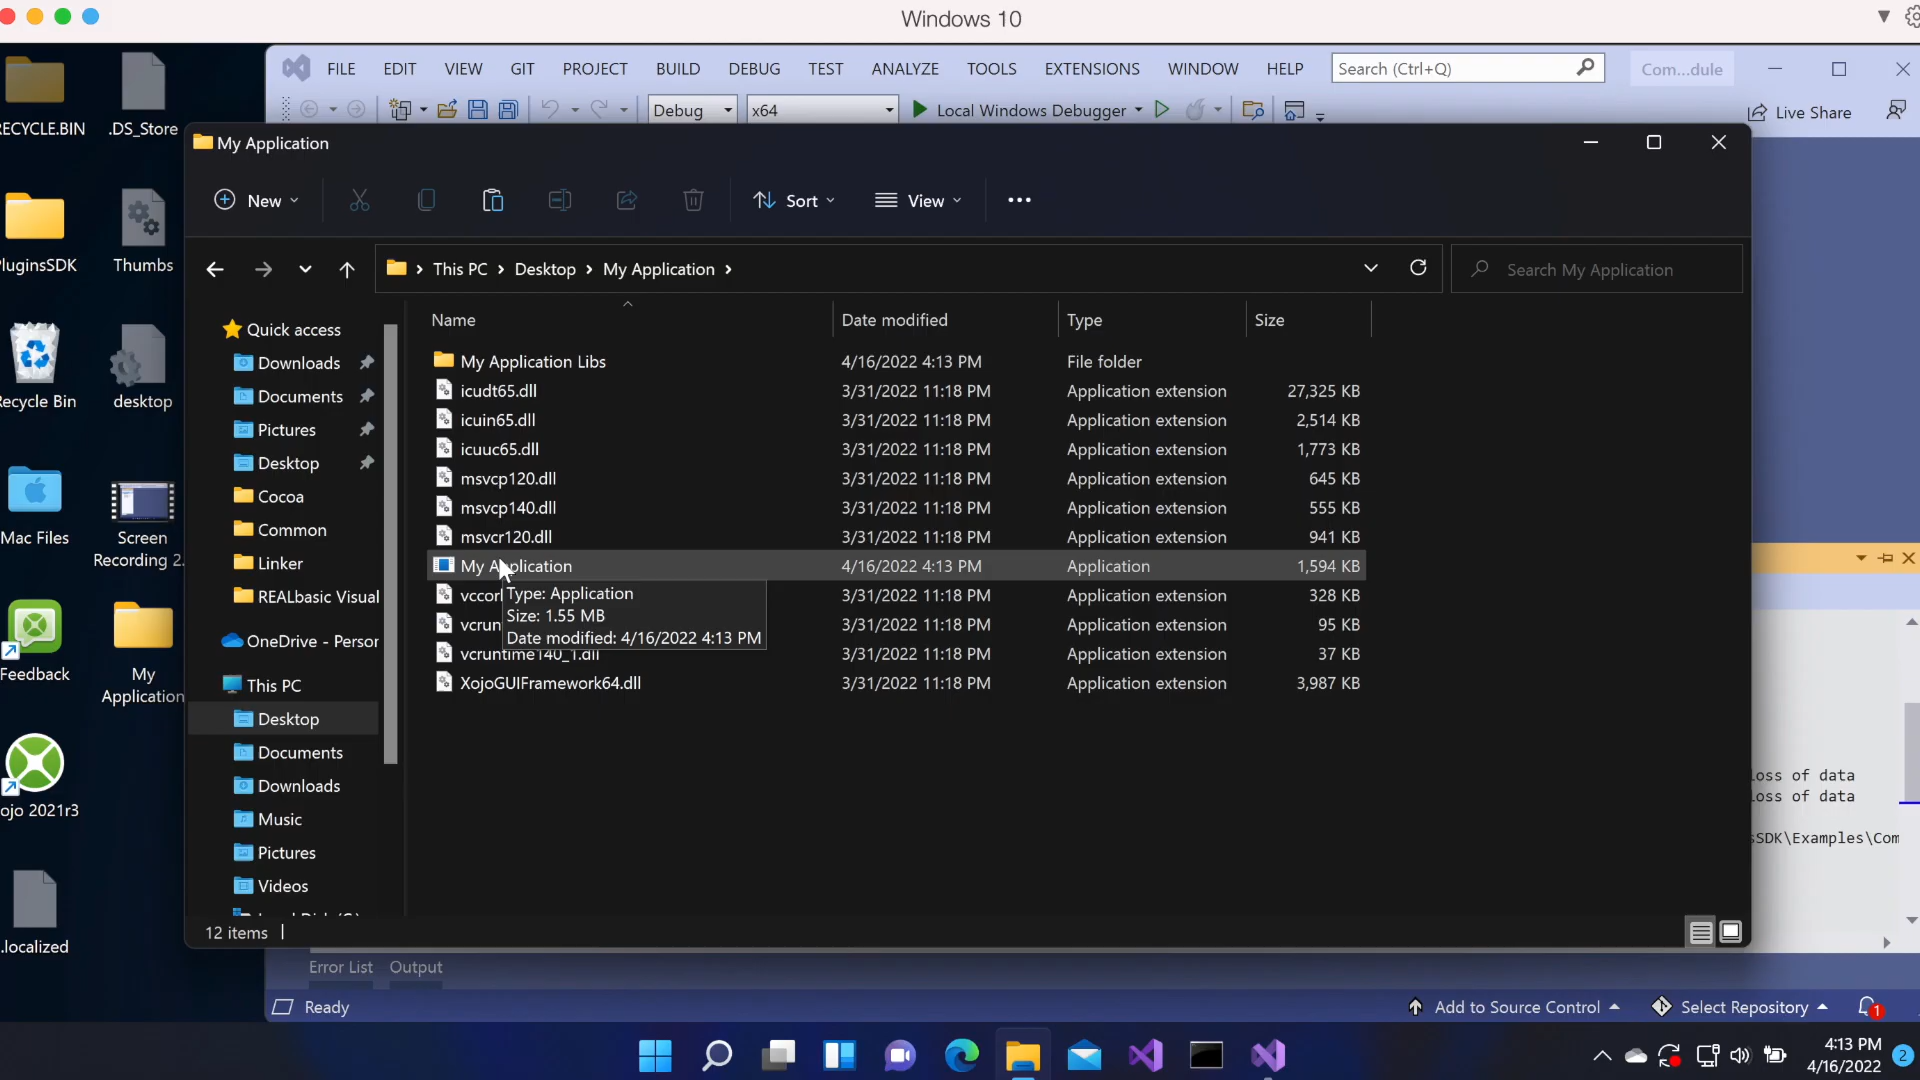 Windows 10
FILE EDIT VIEW GIT PROJECT BUILD DEBUG TEST ANALYZE TOOLS EXTENSIONS WINDOW HELP Search (Ctrl+Q) Com...dule
Debug x64 Local Windows Debugger Live Share
ECYCLE.BIN .DS_Store
My Application
New Sort View
This PC Desktop My Application Search My Application
luginsSDK Thumbs
Name Date modified Type Size
Quick access
Downloads
Documents
Pictures
Desktop
Cocoa
Common
Linker
REALbasic Visual
OneDrive - Person
This PC
Desktop
Documents
Downloads
Music
Pictures
Videos
My Application Libs 4/16/2022 4:13 PM File folder
icudt65.dll 3/31/2022 11:18 PM Application extension 27,325 KB
icuin65.dll 3/31/2022 11:18 PM Application extension 2,514 KB
icuuc65.dll 3/31/2022 11:18 PM Application extension 1,773 KB
msvcp120.dll 3/31/2022 11:18 PM Application extension 645 KB
msvcp140.dll 3/31/2022 11:18 PM Application extension 555 KB
msvcr120.dll 3/31/2022 11:18 PM Application extension 941 KB
My Application 4/16/2022 4:13 PM Application 1,594 KB
vccorl 3/31/2022 11:18 PM Application extension 328 KB
vcrun 3/31/2022 11:18 PM Application extension 95 KB
vcruntime140_1.dll 3/31/2022 11:18 PM Application extension 37 KB
XojoGUIFramework64.dll 3/31/2022 11:18 PM Application extension 3,987 KB
Type: Application
Size: 1.55 MB
Date modified: 4/16/2022 4:13 PM
ecycle Bin desktop
Mac Files Screen
Recording 2...
Feedback My
Application
ojo 2021r3
.localized
loss of data
loss of data
sSDK\Examples\Com
12 items
Error List Output
Ready Add to Source Control Select Repository 1
4:13 PM
4/16/2022 2